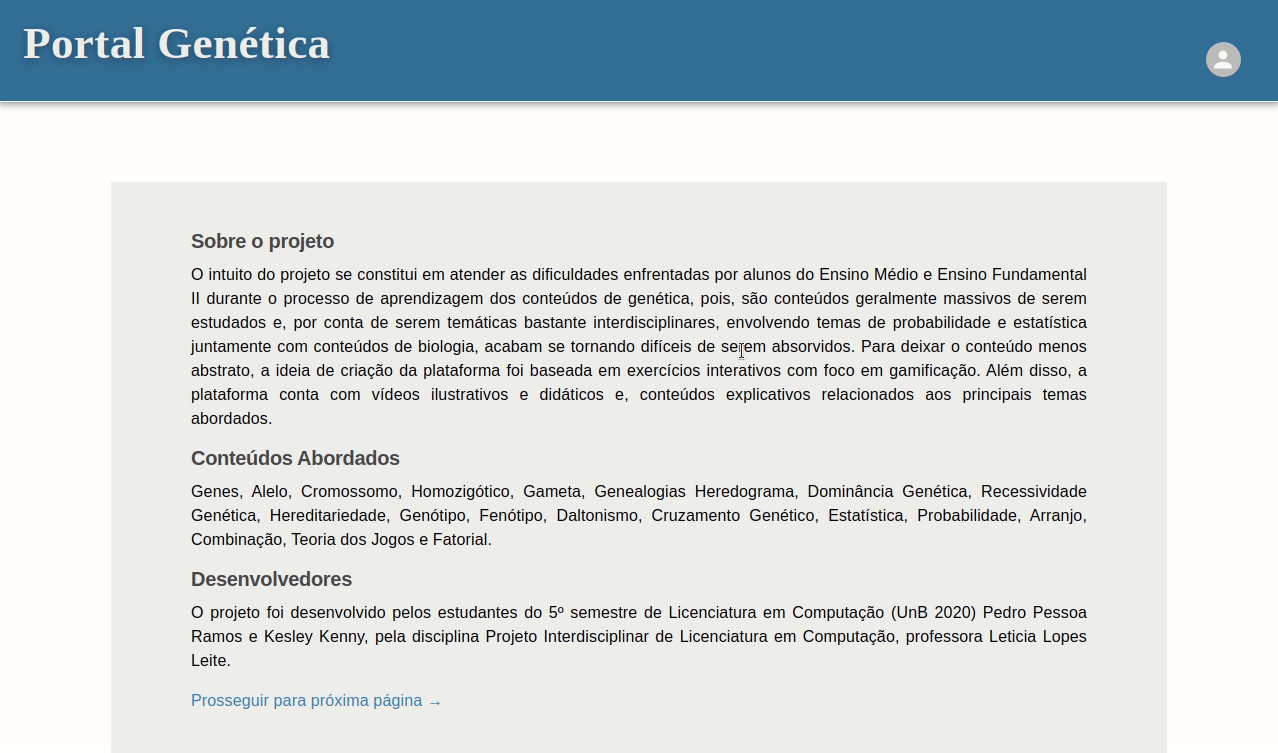 Portal Genética
Sobre o projeto
O intuito do projeto se constitui em atender as dificuldades enfrentadas por alunos do Ensino Médio e Ensino Fundamental
II durante o processo de aprendizagem dos conteúdos de genética, pois, são conteúdos geralmente massivos de serem
estudados e, por conta de serem temáticas bastante interdisciplinares, envolvendo temas de probabilidade e estatística
juntamente com conteúdos de biologia, acabam se tornando difíceis de serem absorvidos. Para deixar o conteúdo menos
abstrato, a ideia de criação da plataforma foi baseada em exercícios interativos com foco em gamificação. Além disso, a
plataforma conta com vídeos ilustrativos e didáticos e, conteúdos explicativos relacionados aos principais temas
abordados.
Conteúdos Abordados
Genes, Alelo, Cromossomo, Homozigótico, Gameta, Genealogias Heredograma, Dominância Genética, Recessividade
Genética, Hereditariedade, Genótipo, Fenótipo, Daltonismo, Cruzamento Genético, Estatística, Probabilidade, Arranjo,
Combinação, Teoria dos Jogos e Fatorial.
Desenvolvedores
O projeto foi desenvolvido pelos estudantes do 5º semestre de Licenciatura em Computação (UnB 2020) Pedro Pessoa
Ramos e Kesley Kenny, pela disciplina Projeto Interdisciplinar de Licenciatura em Computação, professora Leticia Lopes
Leite.
Prosseguir para próxima página →